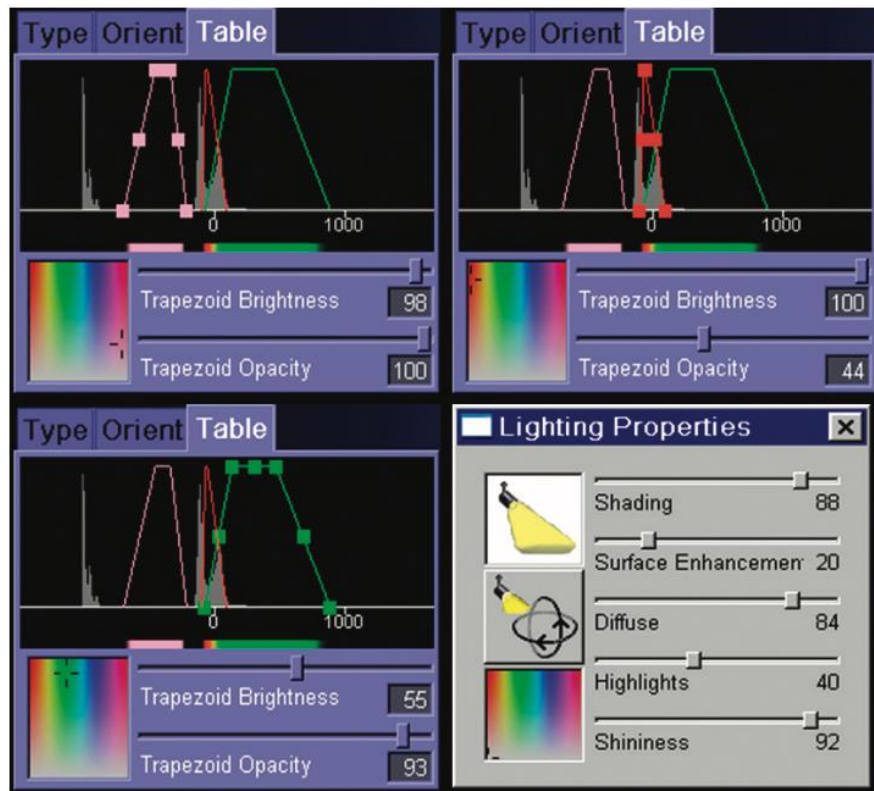 Type Orient Table
0 1000
Trapezoid Brightness 98
Trapezoid Opacity 100
Type Orient Table
0 1000
Trapezoid Brightness 100
Trapezoid Opacity 44
Type Orient Table
0 1000
Trapezoid Brightness 55
Trapezoid Opacity 93
Lighting Properties
Shading 88
Surface Enhancemen 20
Diffuse 84
Highlights 40
Shininess 92